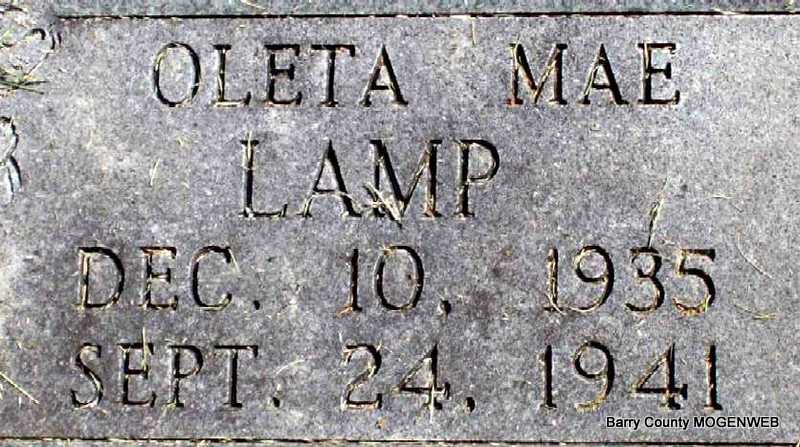 OLETA MAE
LAMP
DEC. 10, 1935
SEPT. 24, 1941
Barry County MOGENWEB